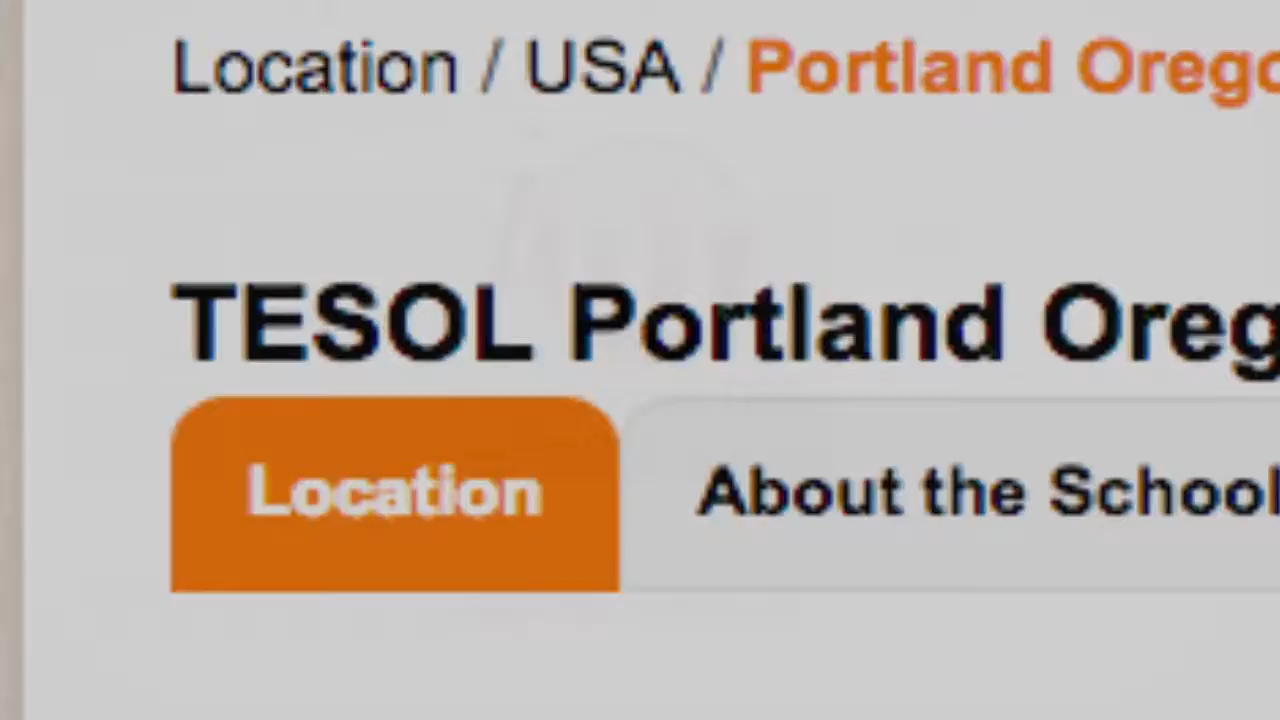 Location / USA / Portland Orego
TESOL Portland Oreg
Location
About the School